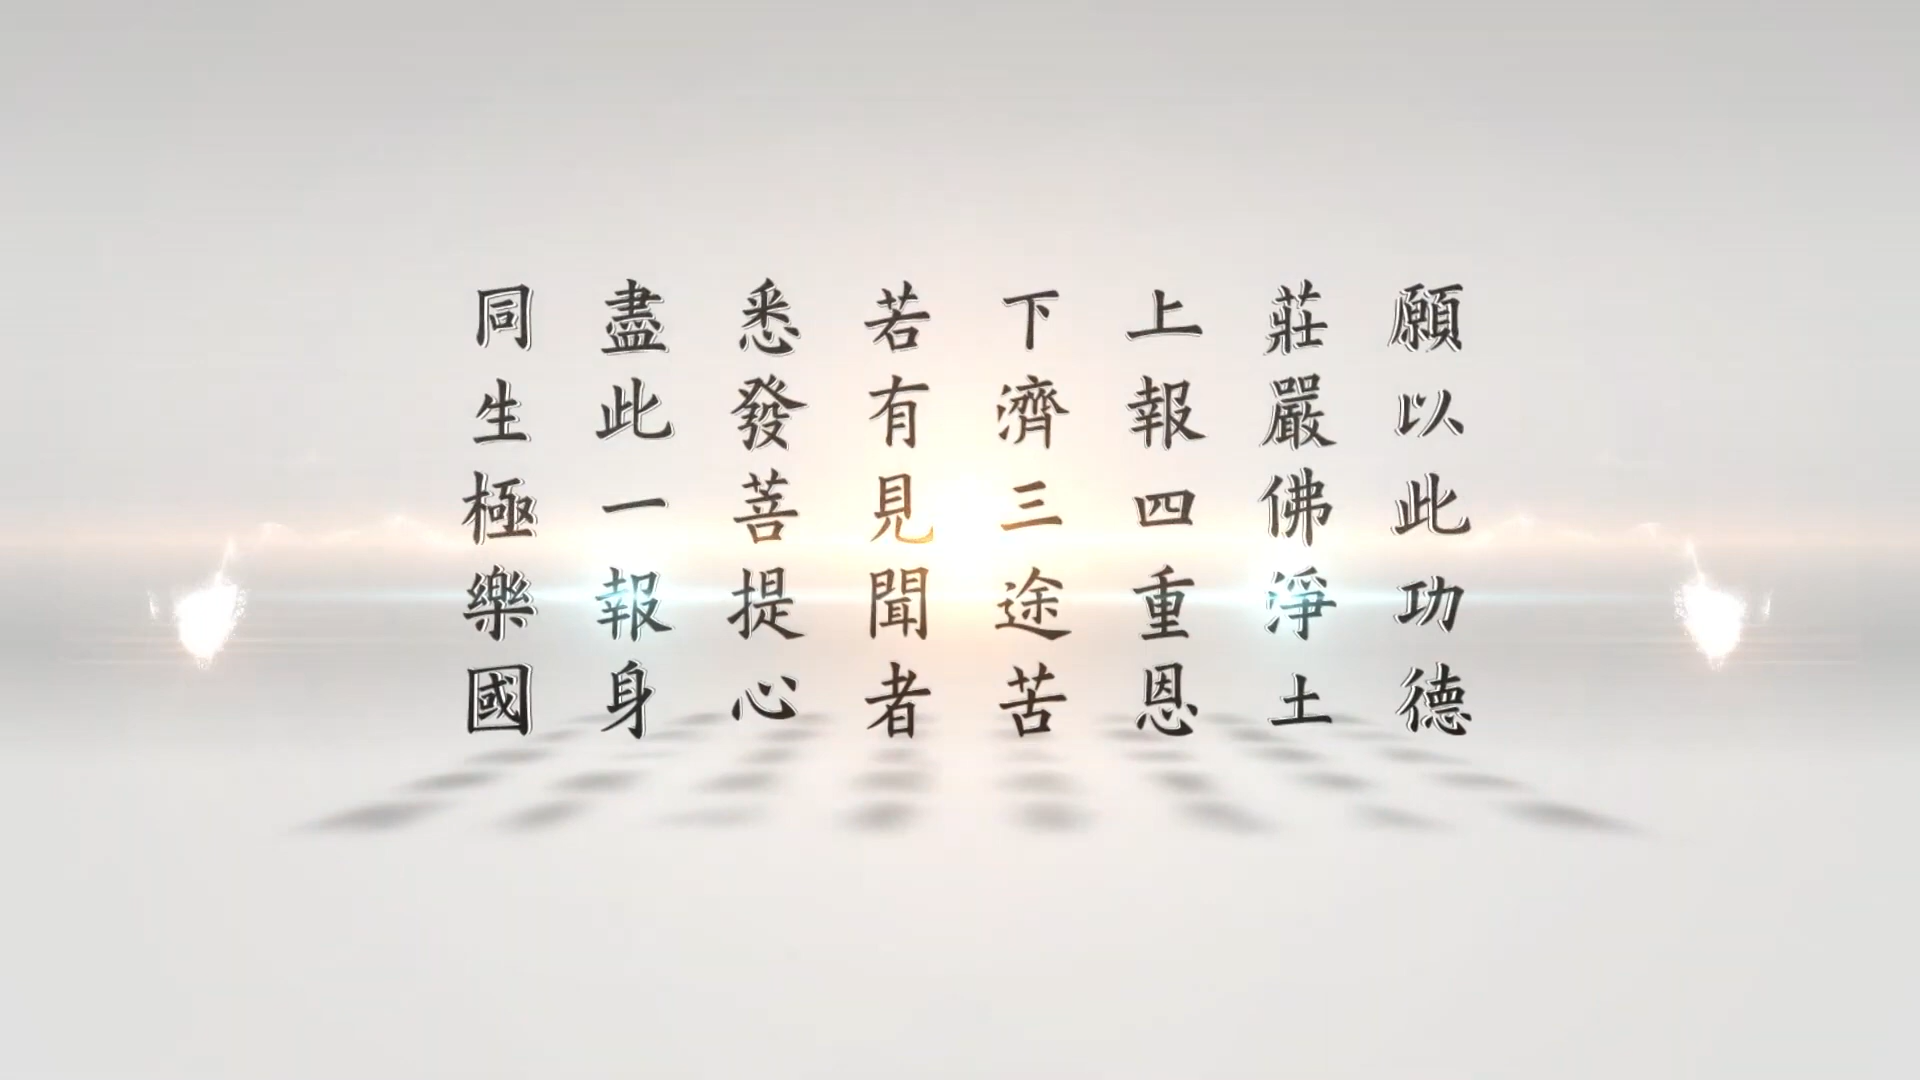 願以此功德
莊嚴佛淨土
上報四重恩
下濟三途苦
若有見聞者
悉發菩提心
盡此一報身
同生極樂國